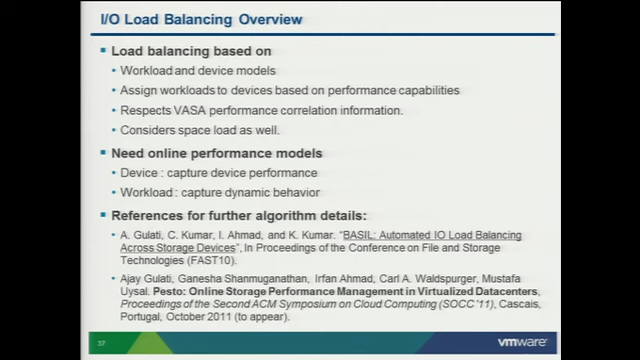 I/O Load Balancing Overview
Load balancing based on
Workload and device models
Assign workloads to devices based on performance capabilities
Respects VASA performance correlation information.
Considers space load as well.
Need online performance models
Device : capture device performance
Workload : capture dynamic behavior
References for further algorithm details:
A. Gulati, C. Kumar, I. Ahmad, and K. Kumar. "BASIL: Automated IO Load Balancing
Across Storage Devices", In Proceedings of the Conference on File and Storage
Technologies (FAST10).
Ajay Gulati, Ganesha Shanmuganathan, Irfan Ahmad, Carl A. Waldspurger, Mustafa
Uysal. Pesto: Online Storage Performance Management in Virtualized Datacenters,
Proceedings of the Second ACM Symposium on Cloud Computing (SOCC '11), Cascais,
Portugal, October 2011 (to appear).
37
vmware